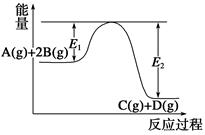 能
量
A(g)+2B(g)
E₁
E₂
C(g)+D(g)
反应过程